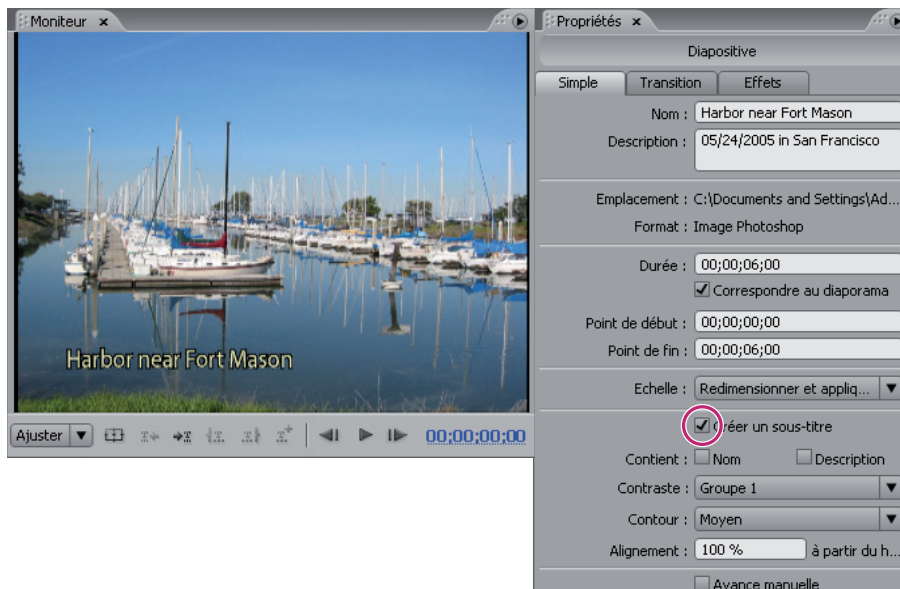 Moniteur
Harbor near Fort Mason
Ajuster
00;00;00;00
Propriétés
Diapositive
Simple Transition Effets
Nom : Harbor near Fort Mason
Description : 05/24/2005 in San Francisco
Emplacement : C:\Documents and Settings\Ad...
Format : Image Photoshop
Durée : 00;00;06;00
Correspondre au diaporama
Point de début : 00;00;00;00
Point de fin : 00;00;06;00
Echelle : Redimensionner et appliq...
Créer un sous-titre
Contient : Nom Description
Contraste : Groupe 1
Contour : Moyen
Alignement : 100 % à partir du h...
Avance manuelle